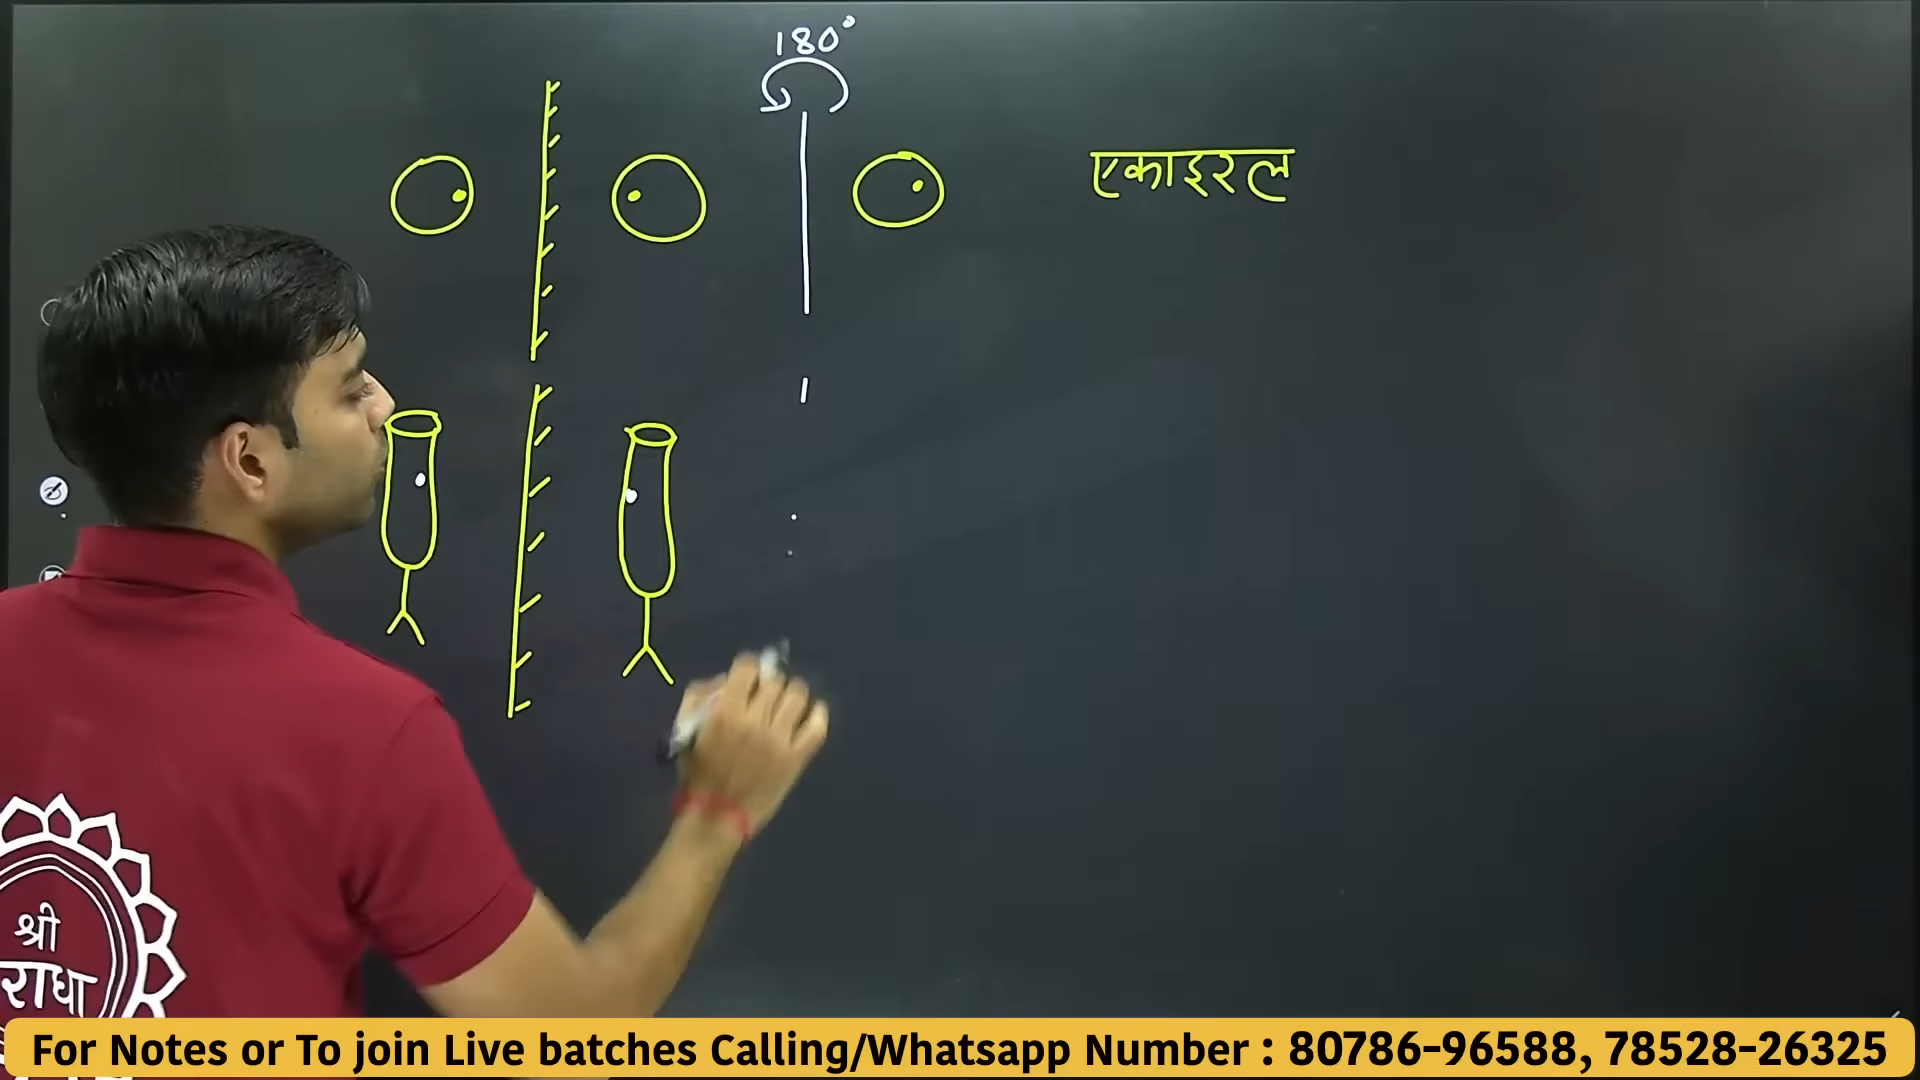 180°
एकाइरल
श्री
राधा
For Notes or To join Live batches Calling/Whatsapp Number : 80786-96588, 78528-26325